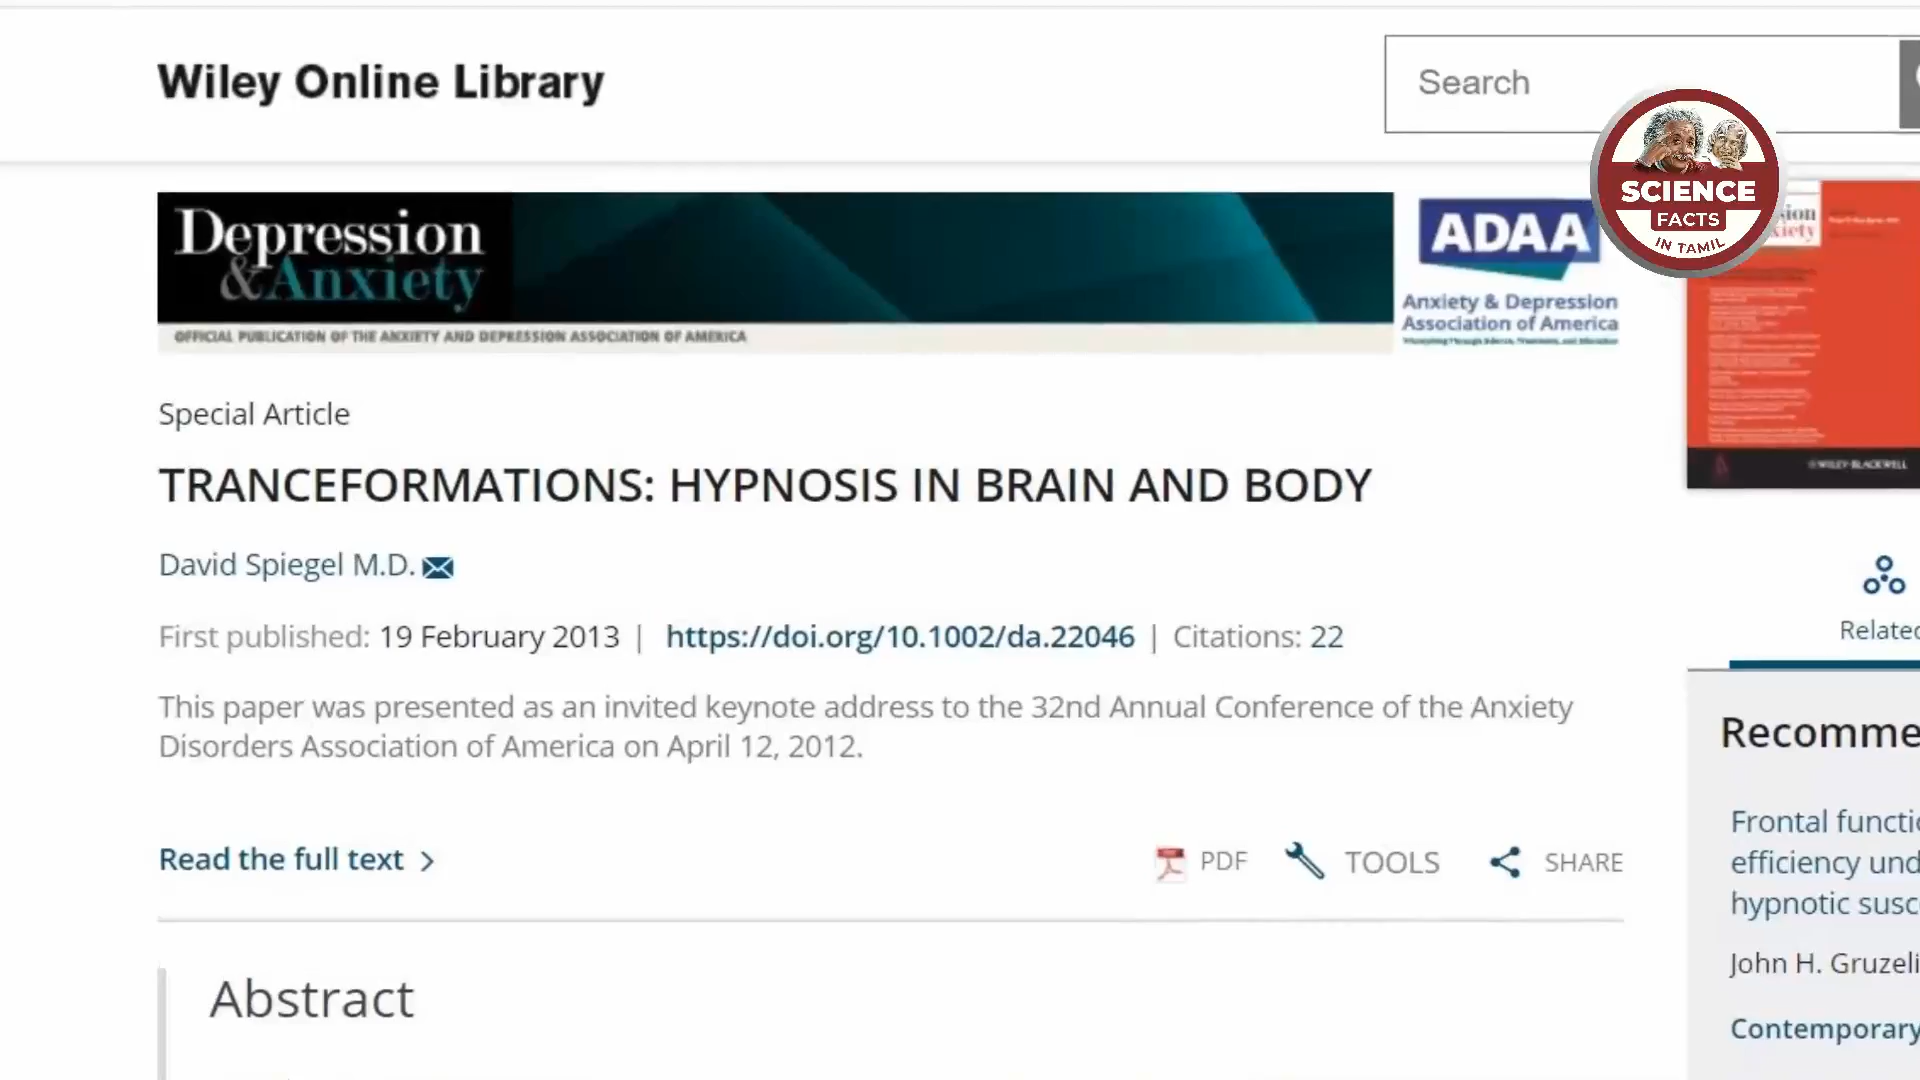 Wiley Online Library
Search
SCIENCE
FACTS
IN TAMIL
Depression
&Anxiety
OFFICIAL PUBLICATION OF THE ANXIETY AND DEPRESSION ASSOCIATION OF AMERICA
ADAA
Anxiety & Depression
Association of America
Special Article
TRANCEFORMATIONS: HYPNOSIS IN BRAIN AND BODY
David Spiegel M.D.
First published: 19 February 2013 | https://doi.org/10.1002/da.22046 | Citations: 22
This paper was presented as an invited keynote address to the 32nd Annual Conference of the Anxiety
Disorders Association of America on April 12, 2012.
Read the full text
PDF TOOLS SHARE
Abstract
WILEY-BLACKWELL
Related
Recomme
Frontal functio
efficiency und
hypnotic susc
John H. Gruzeli
Contemporary